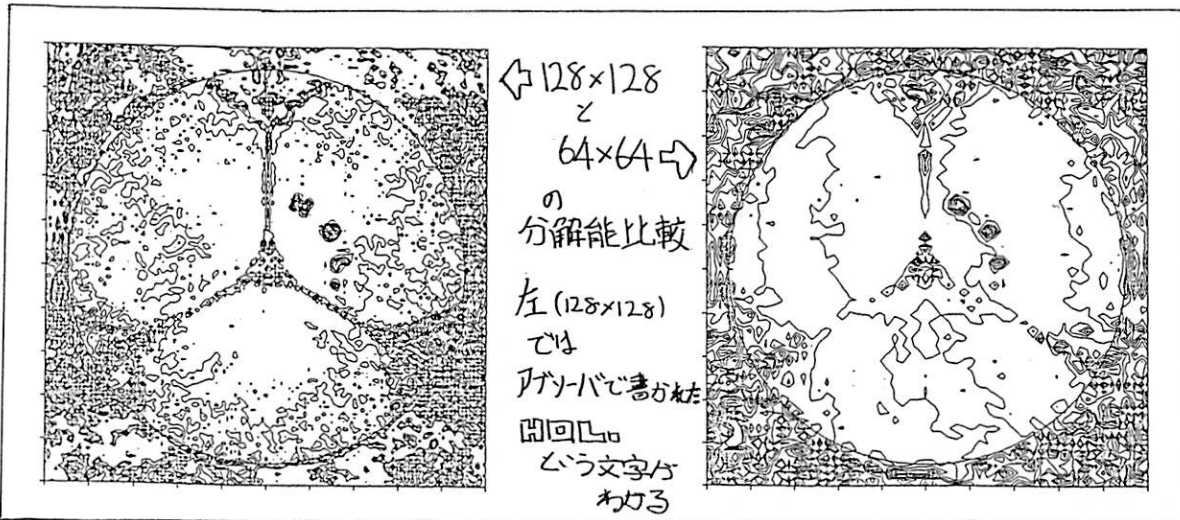 ⇦128×128
と
64×64⇨
の
分解能比較
左(128×128)
では
アブソーバで書かれた
HOL.
という文字が
わかる